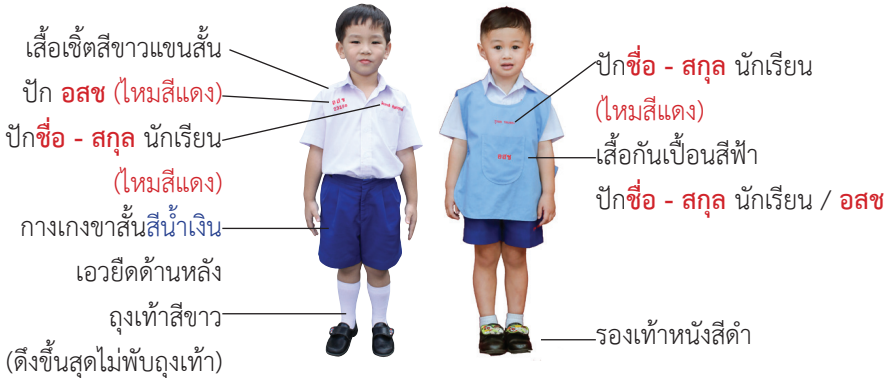 เสื้อเชิ้ตสีขาวแขนสั้น
ปัก อสช (ไหมสีแดง)
ปักชื่อ - สกุล นักเรียน
(ไหมสีแดง)
กางเกงขาสั้นสีน้ำเงิน
เอวยืดด้านหลัง
ถุงเท้าสีขาว
(ดึงขึ้นสุดไม่พับถุงเท้า)
ปักชื่อ - สกุล นักเรียน
(ไหมสีแดง)
เสื้อกันเปื้อนสีฟ้า
ปักชื่อ - สกุล นักเรียน / อสช
รองเท้าหนังสีดำ
อสช
อสช